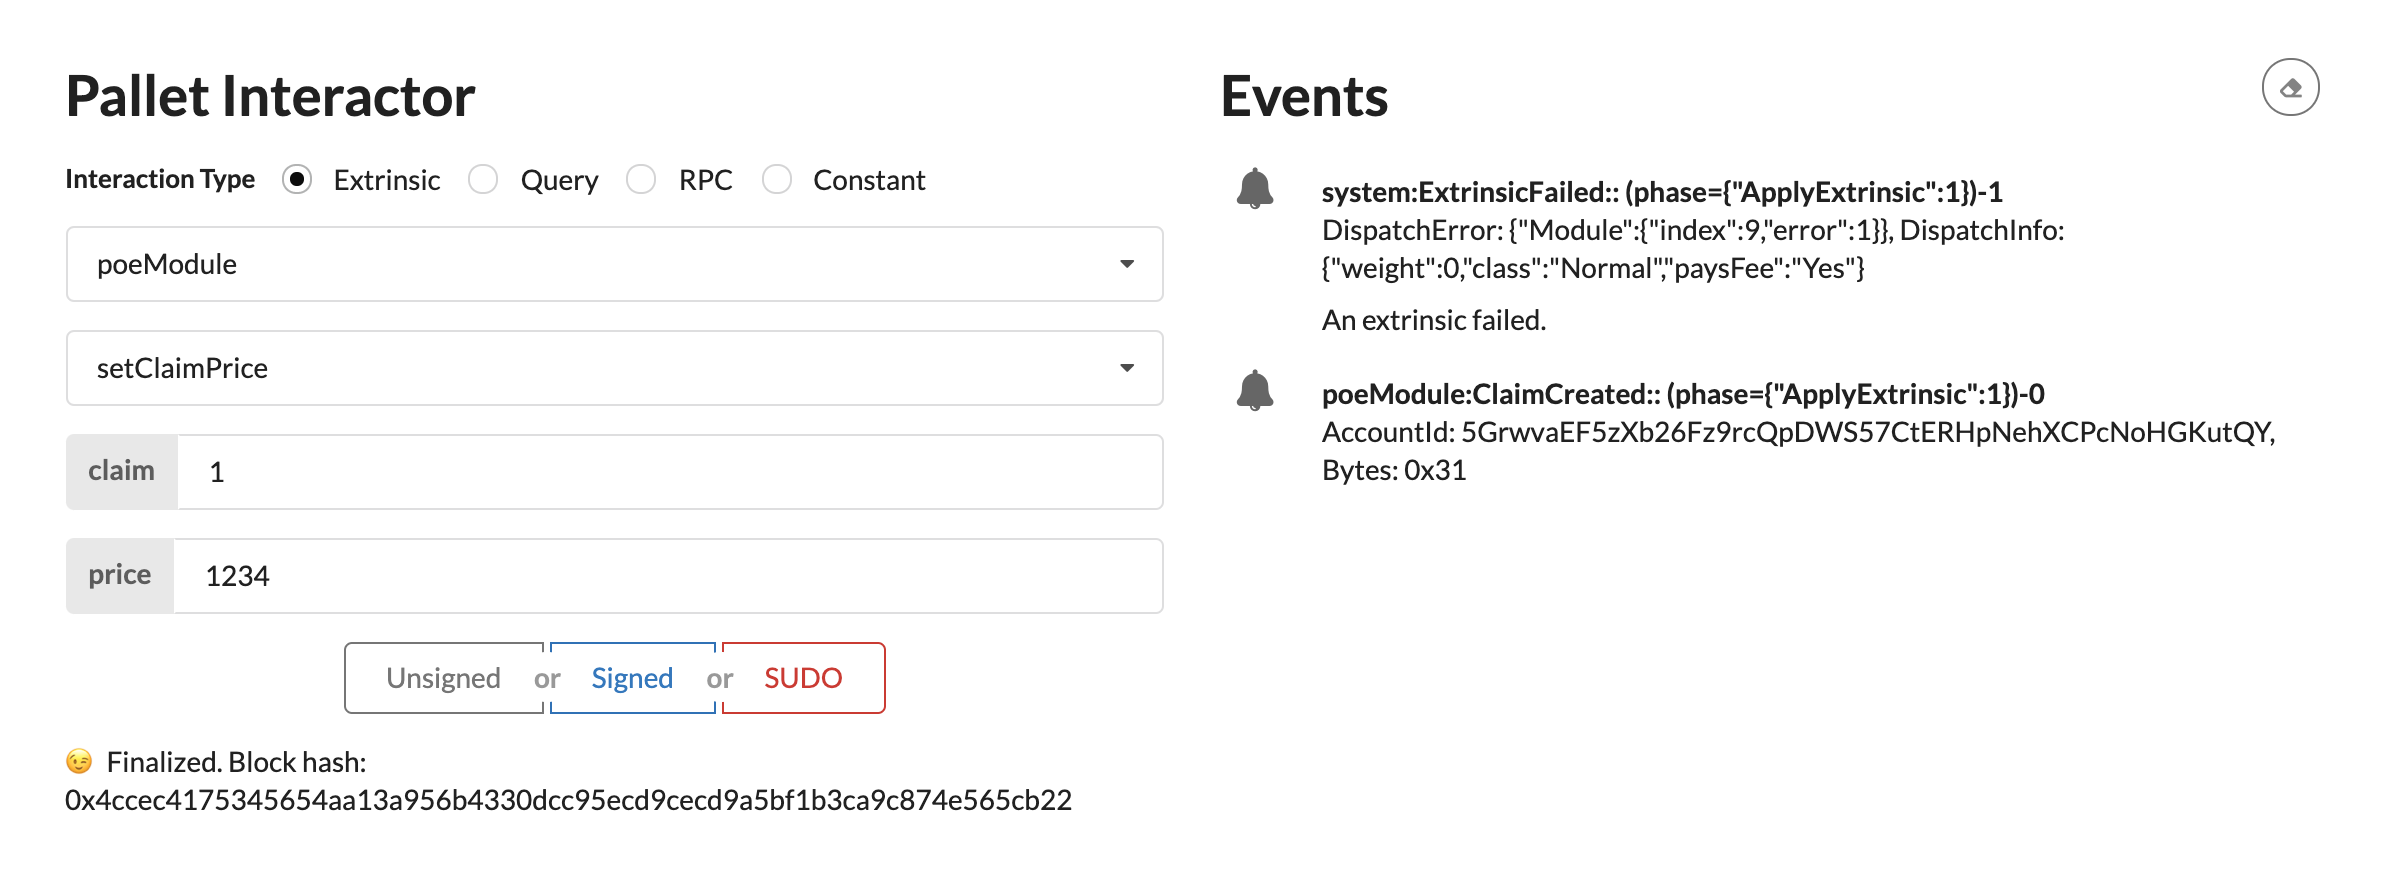 Pallet Interactor
Interaction Type Extrinsic Query RPC Constant
poeModule
setClaimPrice
claim 1
price 1234
Unsigned or Signed or SUDO
😉 Finalized. Block hash:
0x4ccec4175345654aa13a956b4330dcc95ecd9cecd9a5bf1b3ca9c874e565cb22
Events
system:ExtrinsicFailed:: (phase={"ApplyExtrinsic":1})-1
DispatchError: {"Module":{"index":9,"error":1}}, DispatchInfo:
{"weight":0,"class":"Normal","paysFee":"Yes"}
An extrinsic failed.
poeModule:ClaimCreated:: (phase={"ApplyExtrinsic":1})-0
AccountId: 5GrwvaEF5zXb26Fz9rcQpDWS57CtERHpNehXCPcNoHGKutQY,
Bytes: 0x31